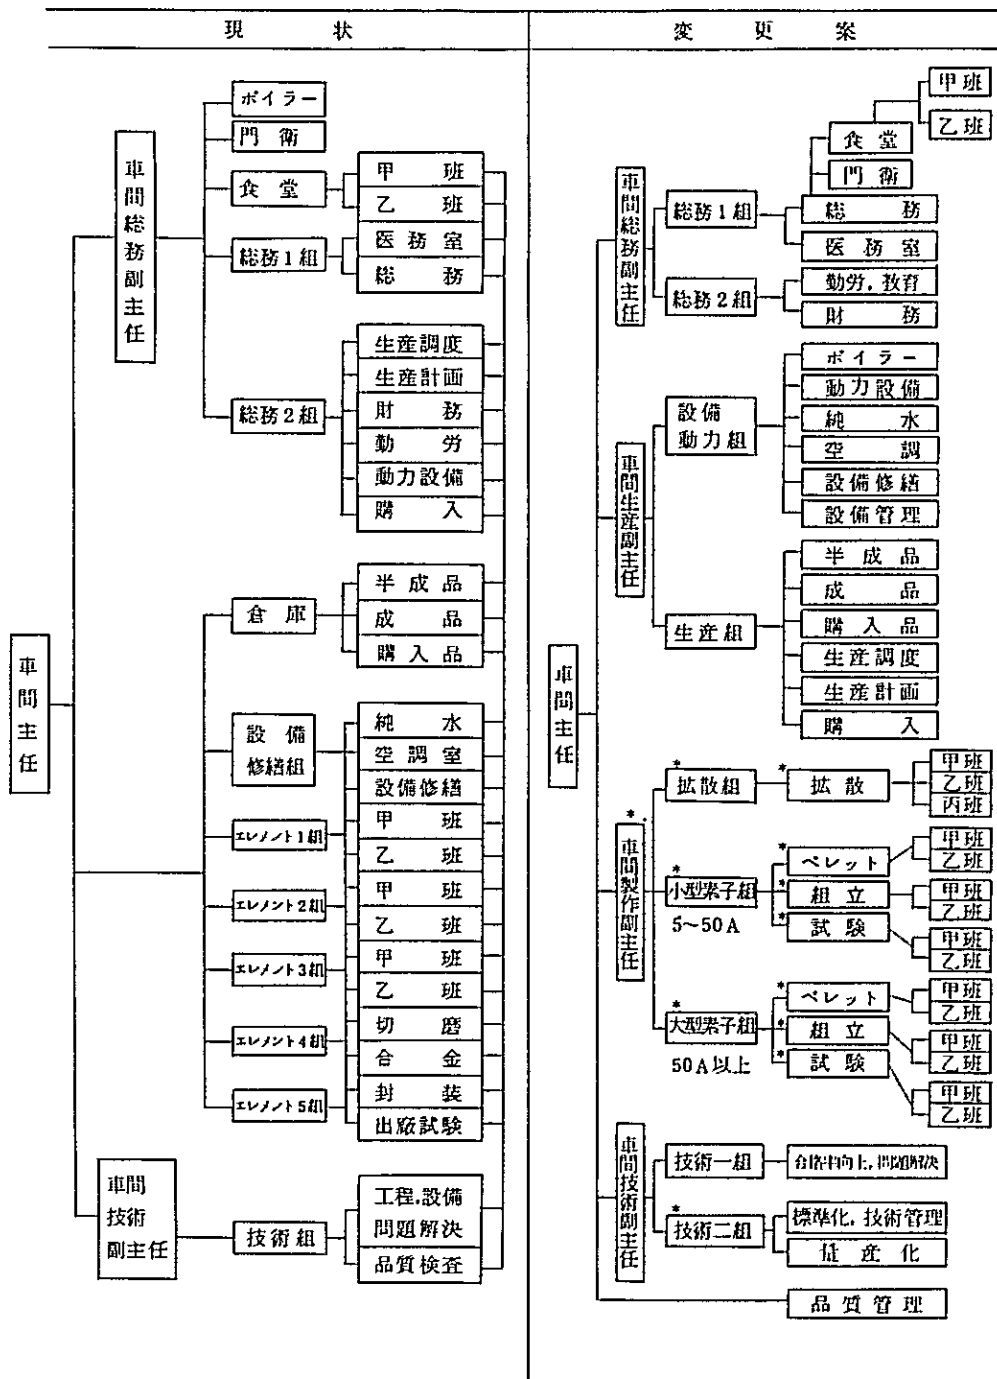 現状
ボイラー
門衛
食堂
甲班
乙班
総務1組
医務室
総務
車間総務副主任
総務2組
生産調度
生産計画
財務
勤労
動力設備
購入
車間主任
倉庫
半成品
成品
購入品
設備
修繕組
純水
空調室
設備修繕
エレメント1組
甲班
乙班
エレメント2組
甲班
乙班
エレメント3組
甲班
乙班
エレメント4組
切磨
合金
エレメント5組
封装
出廠試験
車間
技術
副主任
技術組
工程.設備
問題解決
品質検査
変更案
甲班
乙班
食堂
門衛
車間総務副主任
総務1組
総務
医務室
総務2組
勤労.教育
財務
車間生産副主任
設備
動力組
ボイラー
動力設備
純水
空調
設備修繕
設備管理
生産組
半成品
成品
購入品
生産調度
生産計画
購入
車間主任
*
車間製作副主任
*
拡散組
*
拡散
甲班
乙班
丙班
*
小型素子組
5~50A
*
ペレット
甲班
乙班
*
組立
甲班
乙班
*
試験
甲班
乙班
*
大型素子組
50A以上
*
ペレット
甲班
乙班
*
組立
甲班
乙班
*
試験
甲班
乙班
車間技術副主任
技術一組
合格率向上.問題解決
*
技術二組
標準化.技術管理
量産化
品質管理